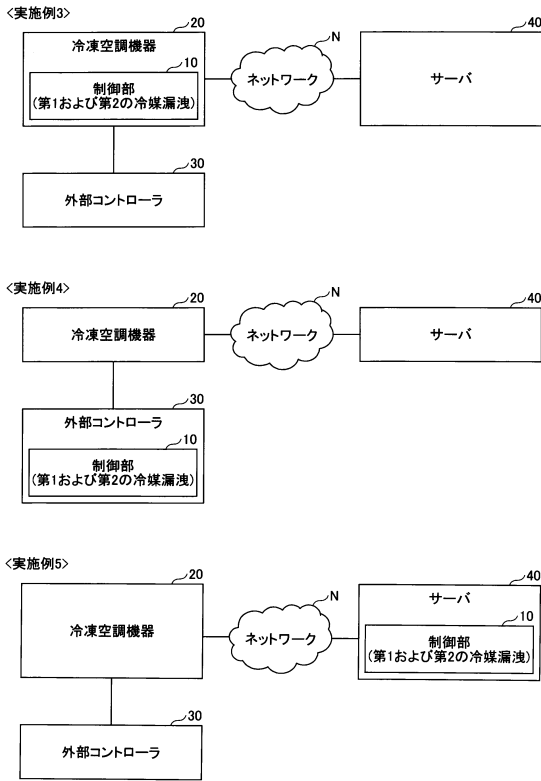 <実施例3>
20
冷凍空調機器
10
制御部
(第1および第2の冷媒漏洩)
N
ネットワーク
40
サーバ
30
外部コントローラ
<実施例4>
20
冷凍空調機器
N
ネットワーク
40
サーバ
30
外部コントローラ
10
制御部
(第1および第2の冷媒漏洩)
<実施例5>
20
冷凍空調機器
N
ネットワーク
40
サーバ
10
制御部
(第1および第2の冷媒漏洩)
30
外部コントローラ